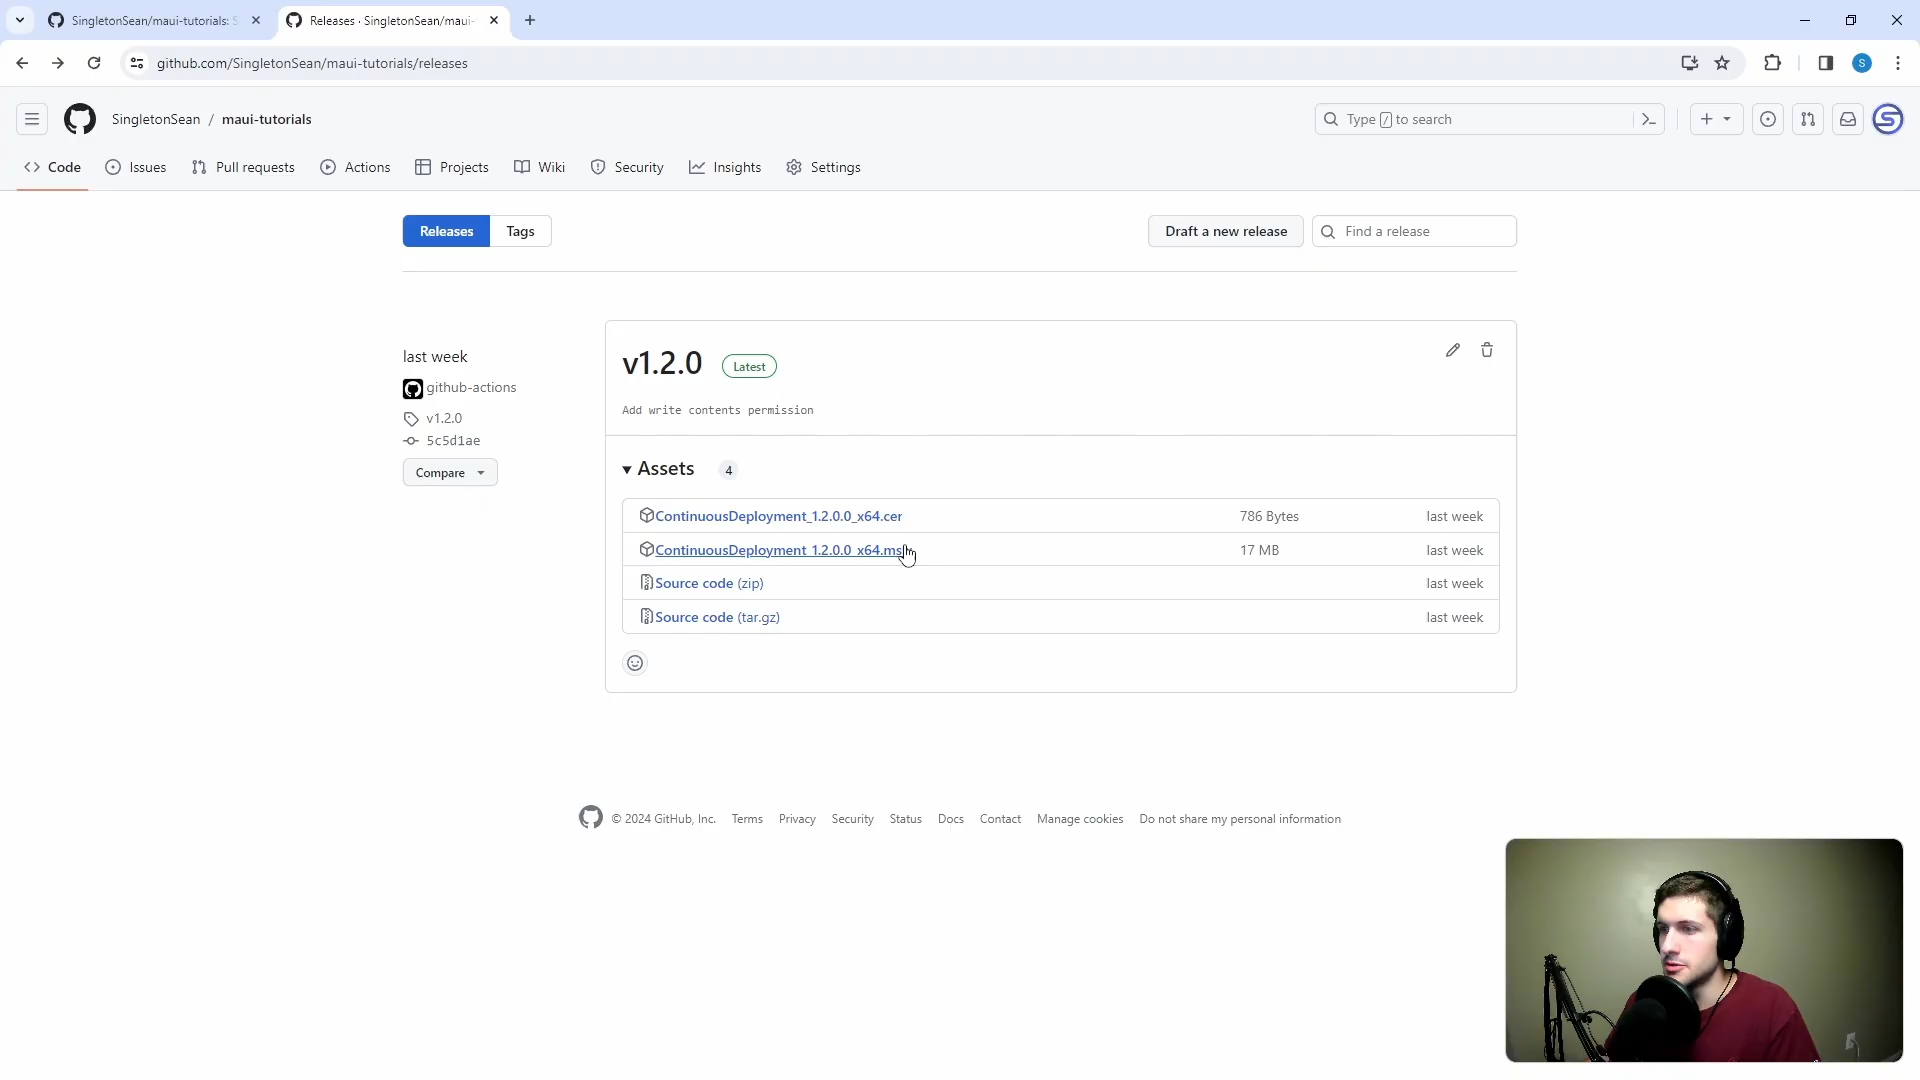 SingletonSean/maui-tutorials: S
Releases · SingletonSean/maui-
github.com/SingletonSean/maui-tutorials/releases
S
SingletonSean / maui-tutorials
Type / to search
Code
Issues
Pull requests
Actions
Projects
Wiki
Security
Insights
Settings
Releases
Tags
Draft a new release
Find a release
last week
github-actions
v1.2.0
5c5d1ae
Compare
v1.2.0
Latest
Add write contents permission
Assets 4
ContinuousDeployment_1.2.0.0_x64.cer 786 Bytes last week
ContinuousDeployment_1.2.0.0_x64.ms 17 MB last week
Source code (zip) last week
Source code (tar.gz) last week
© 2024 GitHub, Inc. Terms Privacy Security Status Docs Contact Manage cookies Do not share my personal information